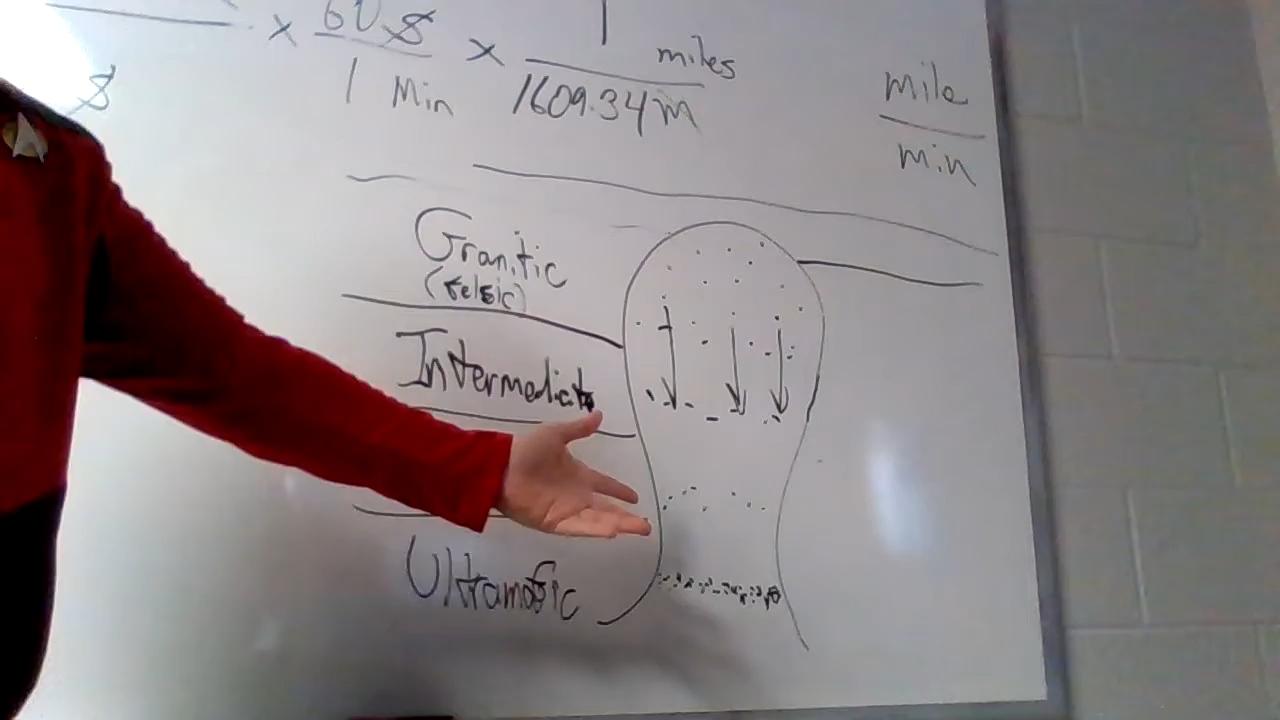 x 60 s x 1 miles
s 1 Min 1609.34 m
mile
min
Granitic
(felsic)
Intermediate
Ultramafic